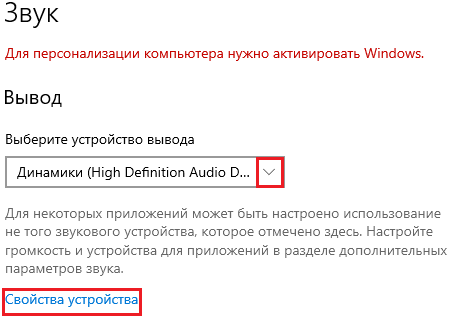 Звук
Для персонализации компьютера нужно активировать Windows.
Вывод
Выберите устройство вывода
Динамики (High Definition Audio D...
Для некоторых приложений может быть настроено использование
не того звукового устройства, которое отмечено здесь. Настройте
громкость и устройства для приложений в разделе дополнительных
параметров звука.
Свойства устройства